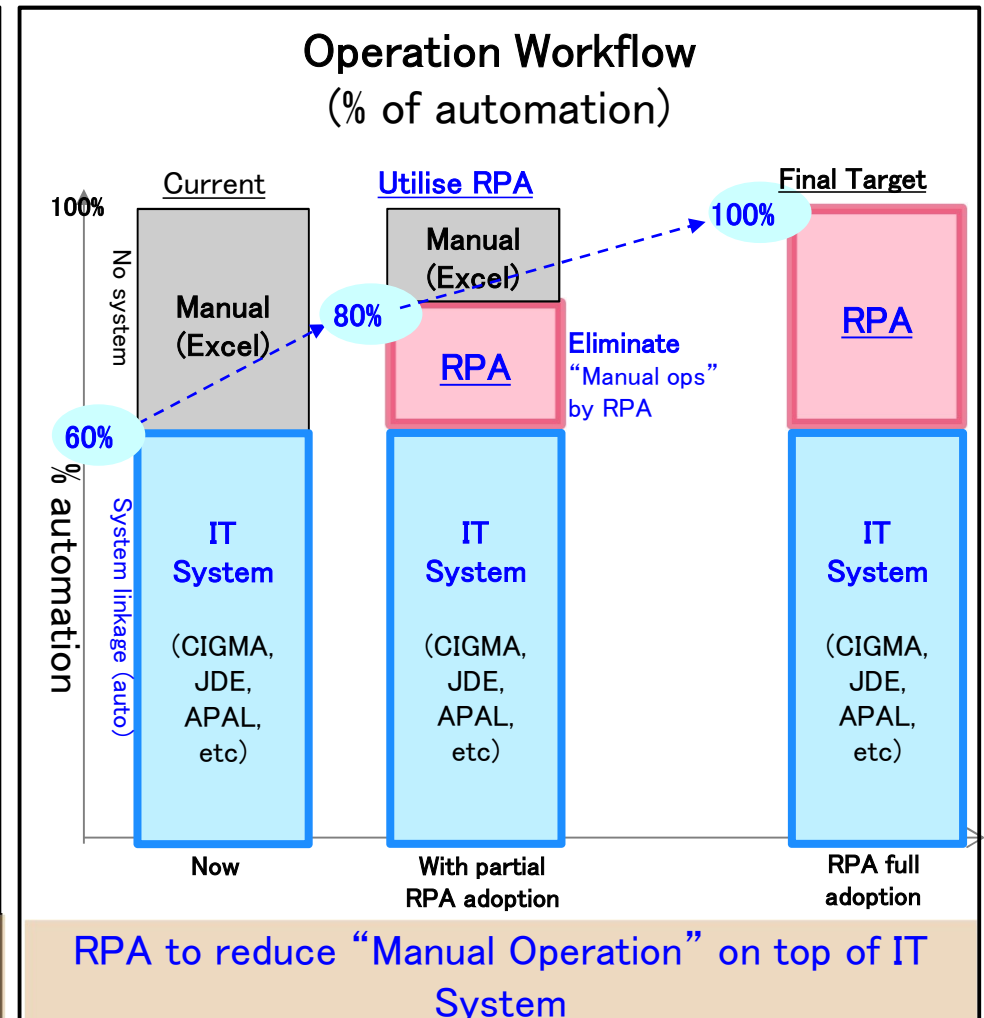 Operation Workflow
(% of automation)
Current
Utilise RPA
Final Target
100%
No system
Manual
(Excel)
Manual
(Excel)
100%
80%
RPA
RPA
Eliminate
“Manual ops”
by RPA
60%
% automation
System linkage (auto)
IT
System
(CIGMA,
JDE,
APAL,
etc)
IT
System
(CIGMA,
JDE,
APAL,
etc)
IT
System
(CIGMA,
JDE,
APAL,
etc)
Now
With partial
RPA adoption
RPA full
adoption
RPA to reduce “Manual Operation” on top of IT
System